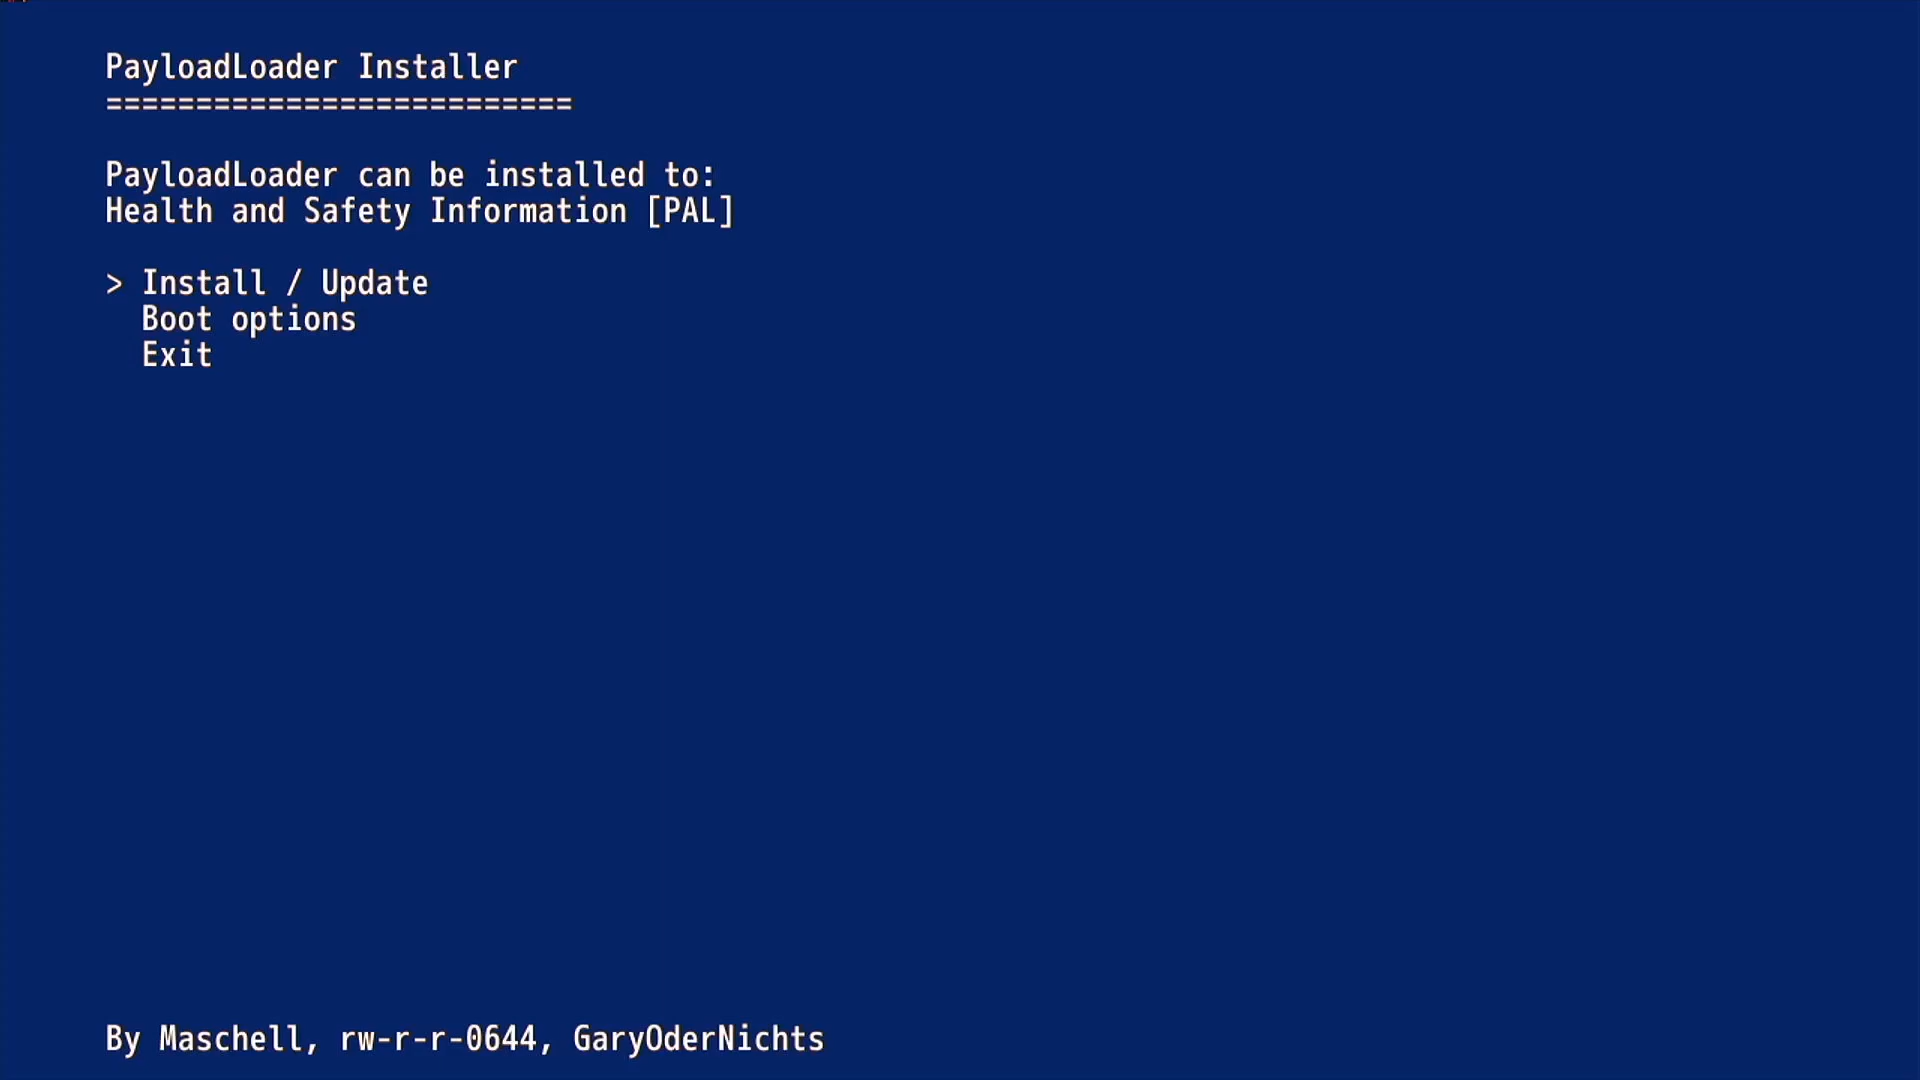 PayloadLoader Installer
==========================
PayloadLoader can be installed to:
Health and Safety Information [PAL]
> Install / Update
Boot options
Exit
By Maschell, rw-r-r-0644, GaryOderNichts